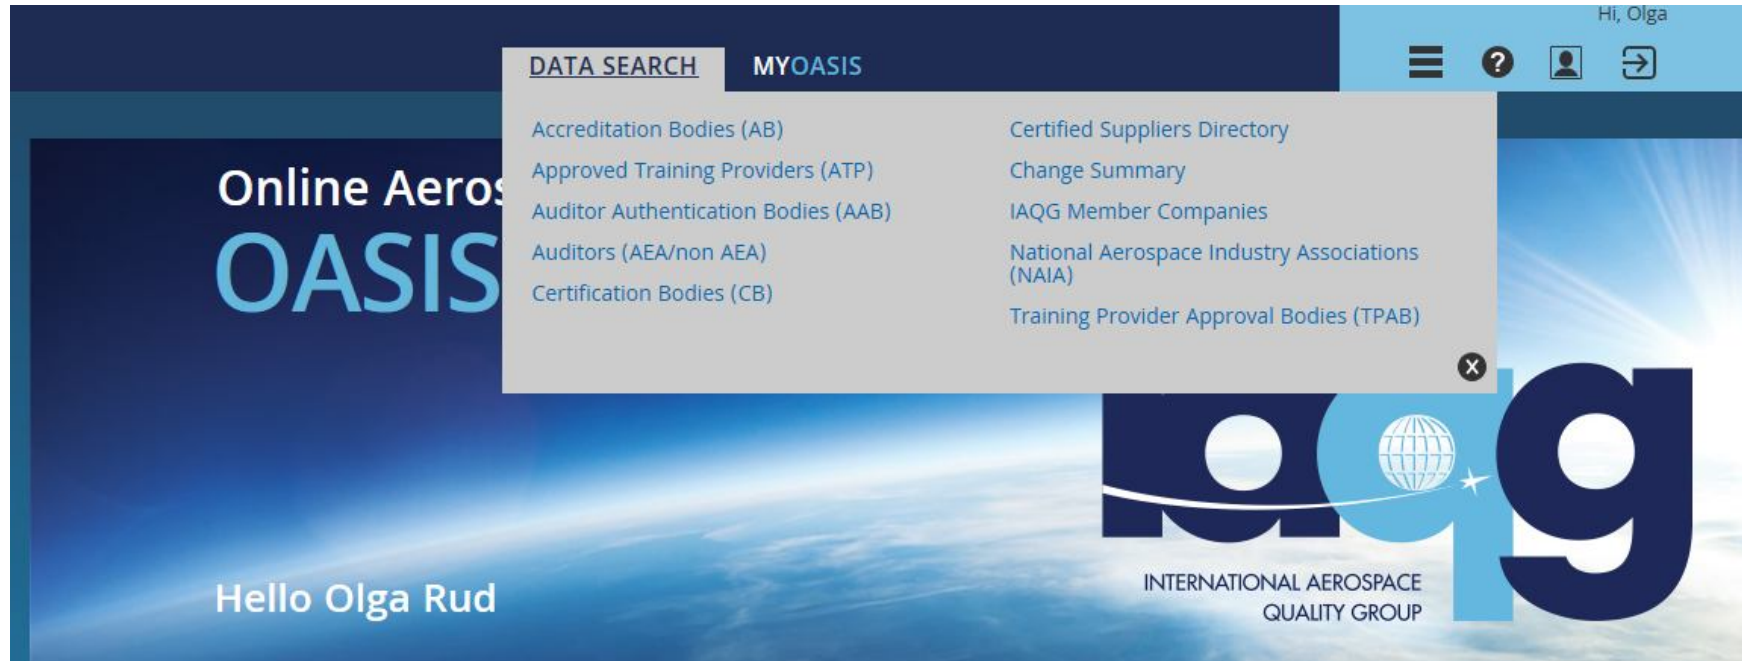 Hi, Olga
DATA SEARCH
MYOASIS
Accreditation Bodies (AB)
Approved Training Providers (ATP)
Auditor Authentication Bodies (AAB)
Auditors (AEA/non AEA)
Certification Bodies (CB)
Certified Suppliers Directory
Change Summary
IAQG Member Companies
National Aerospace Industry Associations
(NAIA)
Training Provider Approval Bodies (TPAB)
Online
OASIS
Hello Olga Rud
iaqg
INTERNATIONAL AEROSPACE
QUALITY GROUP